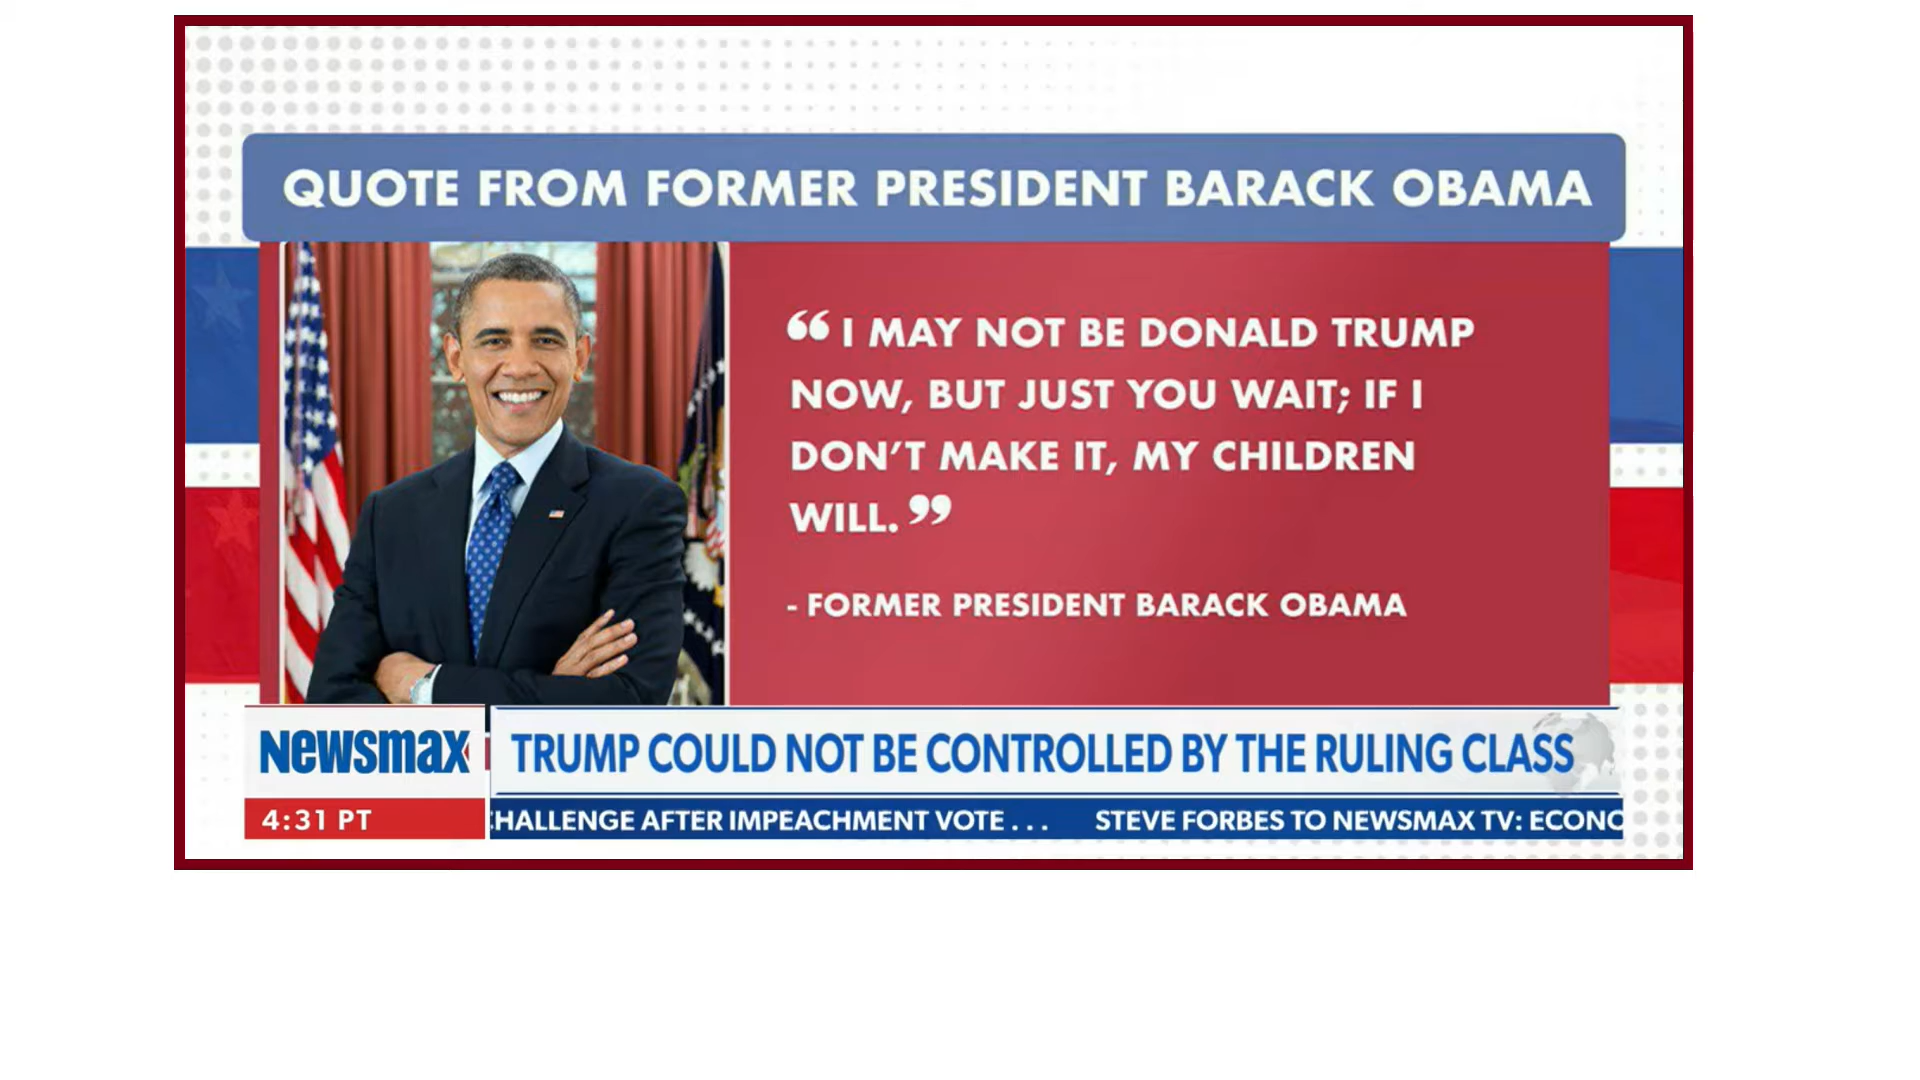 QUOTE FROM FORMER PRESIDENT BARACK OBAMA
“I MAY NOT BE DONALD TRUMP
NOW, BUT JUST YOU WAIT; IF I
DON’T MAKE IT, MY CHILDREN
WILL.”
- FORMER PRESIDENT BARACK OBAMA
Newsmax
TRUMP COULD NOT BE CONTROLLED BY THE RULING CLASS
4:31 PT
CHALLENGE AFTER IMPEACHMENT VOTE . . . STEVE FORBES TO NEWSMAX TV: ECONO